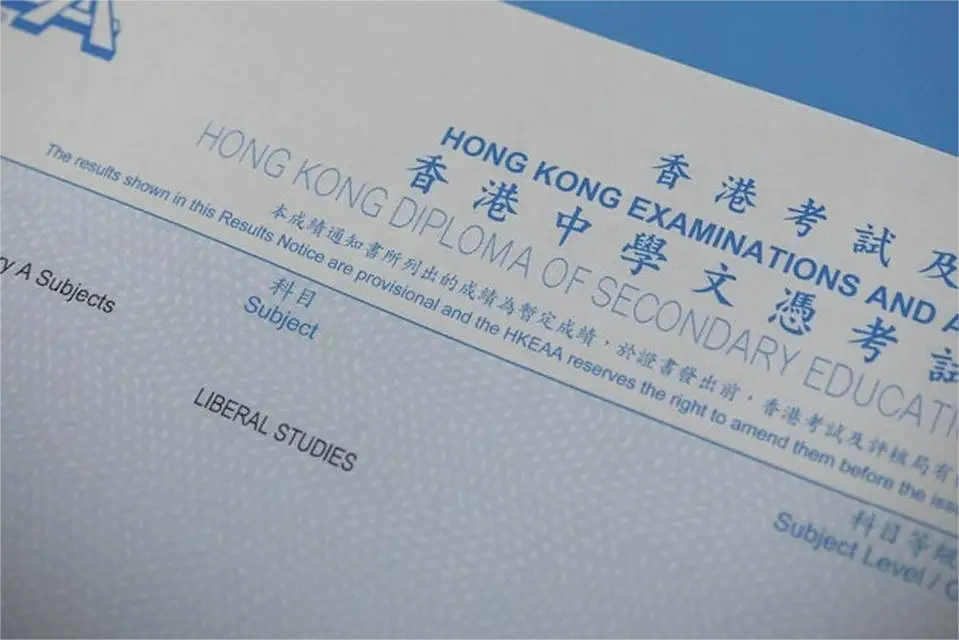 香港考試及
HONG KONG EXAMINATIONS AND A
香港中學文憑考試
HONG KONG DIPLOMA OF SECONDARY EDUCATI
本成績通知書所列出的成績為暫定成績，於證書發出前，香港考試及評核局有
The results shown in this Results Notice are provisional and the HKEAA reserves the right to amend them before the iss
科目
Subject
科目等級
Subject Level / G
ry A Subjects
LIBERAL STUDIES